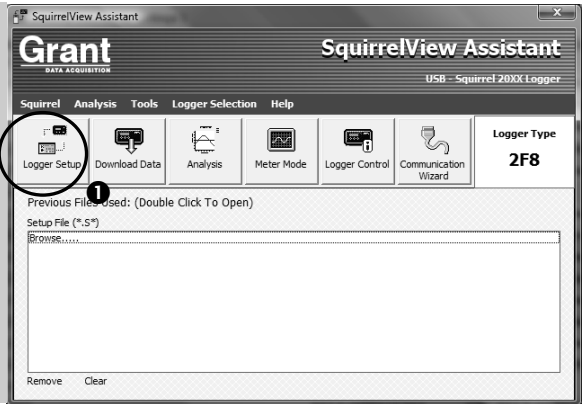 SquirrelView Assistant
Grant
DATA ACQUISITION
SquirrelView Assistant
USB - Squirrel 20XX Logger
Squirrel Analysis Tools Logger Selection Help
Logger Setup
Download Data
Analysis
Meter Mode
Logger Control
Communication
Wizard
Logger Type
2F8
1
Previous Files Used: (Double Click To Open)
Setup File (*.S*)
Browse.....
Remove Clear